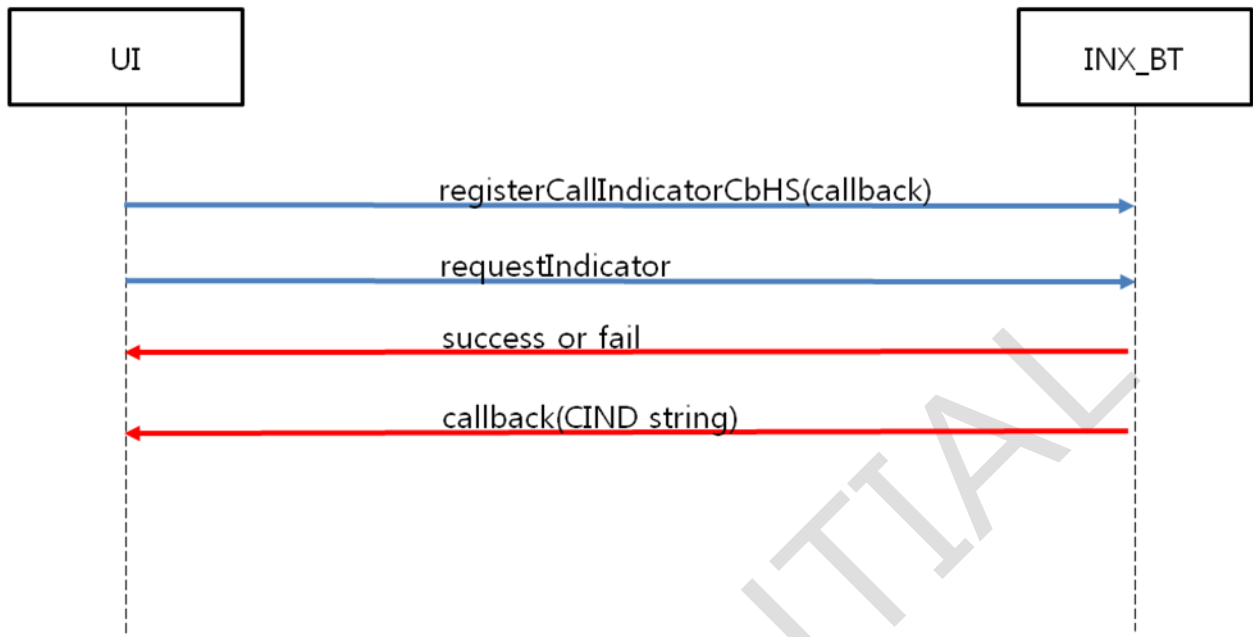 UI
INX_BT
registerCallIndicatorCbHS(callback)
requestIndicator
success or fail
callback(CIND string)